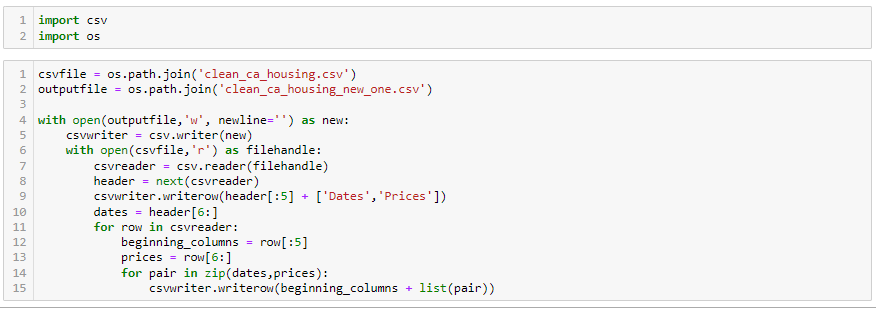 1 import csv
2 import os
1 csvfile = os.path.join('clean_ca_housing.csv')
2 outputfile = os.path.join('clean_ca_housing_new_one.csv')
3
4 with open(outputfile,'w', newline='') as new:
5     csvwriter = csv.writer(new)
6     with open(csvfile,'r') as filehandle:
7         csvreader = csv.reader(filehandle)
8         header = next(csvreader)
9         csvwriter.writerow(header[:5] + ['Dates','Prices'])
10         dates = header[6:]
11         for row in csvreader:
12             beginning_columns = row[:5]
13             prices = row[6:]
14             for pair in zip(dates,prices):
15                 csvwriter.writerow(beginning_columns + list(pair))